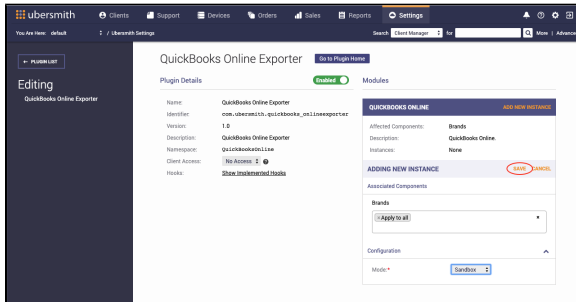 ubersmith Clients Support Devices Orders Sales Reports Settings
You Are Here: default / Ubersmith Settings Search Client Manager for More | Advance
← PLUGIN LIST
Editing
QuickBooks Online Exporter
QuickBooks Online Exporter Go to Plugin Home
Plugin Details Enabled Modules
Name: QuickBooks Online Exporter
Identifier: com.ubersmith.quickbooks_onlineexporter
Version: 1.0
Description: QuickBooks Online Exporter
Namespace: QuickBooksOnline
Client Access: No Access
Hooks: Show Implemented Hooks
QUICKBOOKS ONLINE ADD NEW INSTANCE
Affected Components: Brands
Description: QuickBooks Online.
Instances: None
ADDING NEW INSTANCE SAVE CANCEL
Associated Components
Brands
× Apply to all
Configuration
Mode:* Sandbox